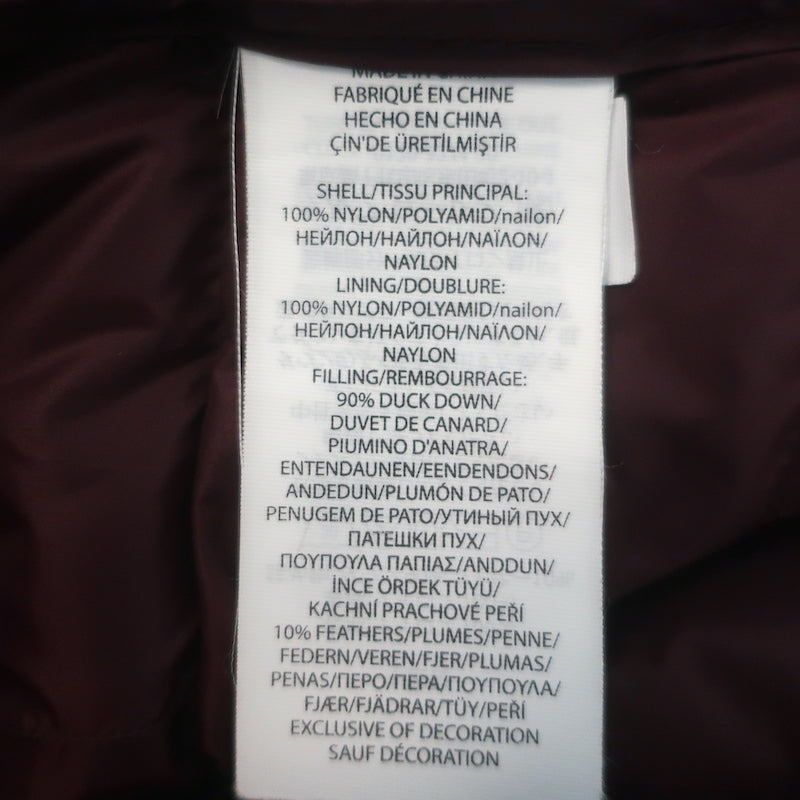 MADE IN CHINA
FABRIQUÉ EN CHINE
HECHO EN CHINA
ÇİN'DE ÜRETİLMİŞTİR
SHELL/TISSU PRINCIPAL:
100% NYLON/POLYAMID/nailon/
НЕЙЛОН/НАЙЛОН/ΝΑΪΛΟΝ/
NAYLON
LINING/DOUBLURE:
100% NYLON/POLYAMID/nailon/
НЕЙЛОН/НАЙЛОН/ΝΑΪΛΟΝ/
NAYLON
FILLING/REMBOURRAGE:
90% DUCK DOWN/
DUVET DE CANARD/
PIUMINO D'ANATRA/
ENTENDAUNEN/EENDENDONS/
ANDEDUN/PLUMÓN DE PATO/
PENUGEM DE PATO/УТИНЫЙ ПУХ/
ПАТЕШКИ ПУХ/
ΠΟΥΠΟΥΛΑ ΠΑΠΙΑΣ/ANDDUN/
İNCE ÖRDEK TÜYÜ/
KACHNÍ PRACHOVÉ PEŘÍ
10% FEATHERS/PLUMES/PENNE/
FEDERN/VEREN/FJER/PLUMAS/
PENAS/ПЕРО/ПЕРА/ΠΟΥΠΟΥΛΑ/
FJÆR/FJÄDRAR/TÜY/PEŘÍ
EXCLUSIVE OF DECORATION
SAUF DÉCORATION